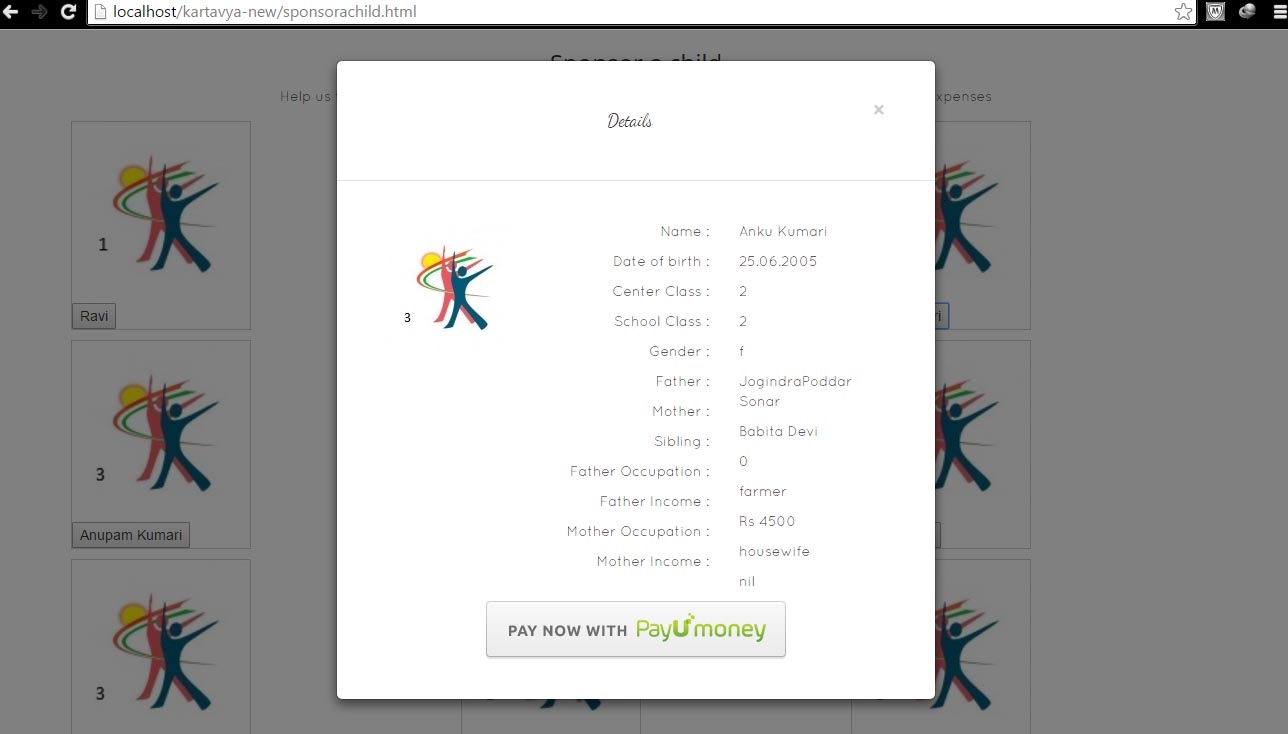 localhost/kartavya-new/sponsorachild.html
Sponsor a child
Help us
xpenses
Details
×
1
Ravi
ri
3
Anupam Kumari
3
3
Name : Anku Kumari
Date of birth : 25.06.2005
Center Class : 2
School Class : 2
Gender : f
Father : JogindraPoddar
Sonar
Mother :
Babita Devi
Sibling :
0
Father Occupation :
farmer
Father Income :
Rs 4500
Mother Occupation :
housewife
Mother Income :
nil
PAY NOW WITH PayUmoney